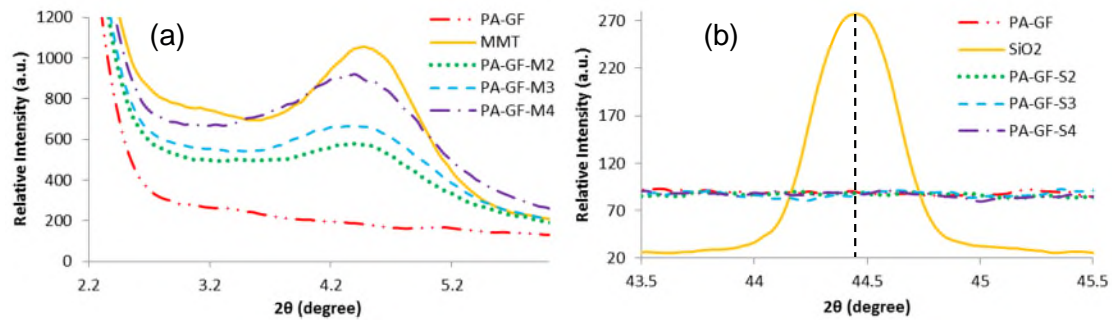 (a)
Relative Intensity (a.u.)
1200
1000
800
600
400
200
0
2.2 3.2 4.2 5.2
2θ (degree)
PA-GF
MMT
PA-GF-M2
PA-GF-M3
PA-GF-M4
(b)
Relative Intensity (a.u.)
270
220
170
120
70
20
43.5 44 44.5 45 45.5
2θ (degree)
PA-GF
SiO2
PA-GF-S2
PA-GF-S3
PA-GF-S4